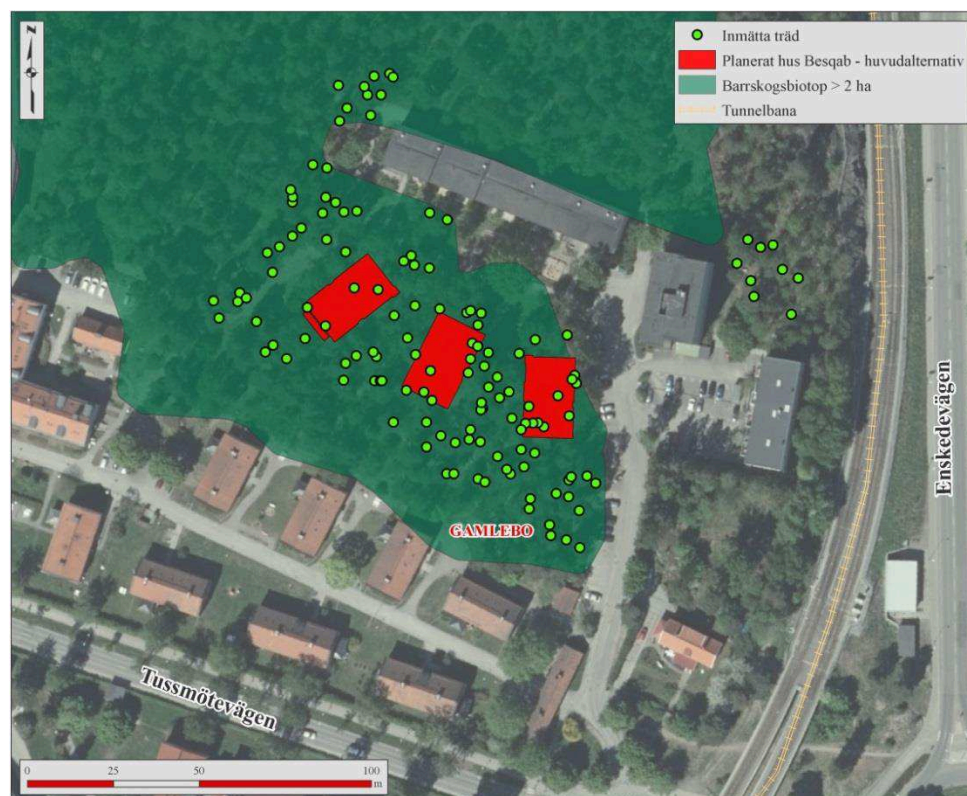 N
Inmätta träd
Planerat hus Besqab - huvudalternativ
Barrskogsbiotop > 2 ha
Tunnelbana
Enskedevägen
GAMLEBO
Tussmötevägen
0 25 50 100
m